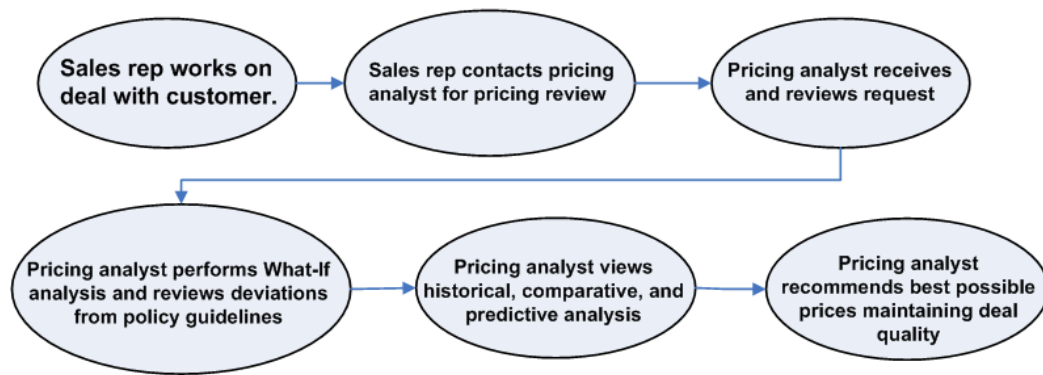 Sales rep works on
deal with customer.
Sales rep contacts pricing
analyst for pricing review
Pricing analyst receives
and reviews request
Pricing analyst performs What-If
analysis and reviews deviations
from policy guidelines
Pricing analyst views
historical, comparative, and
predictive analysis
Pricing analyst
recommends best possible
prices maintaining deal
quality